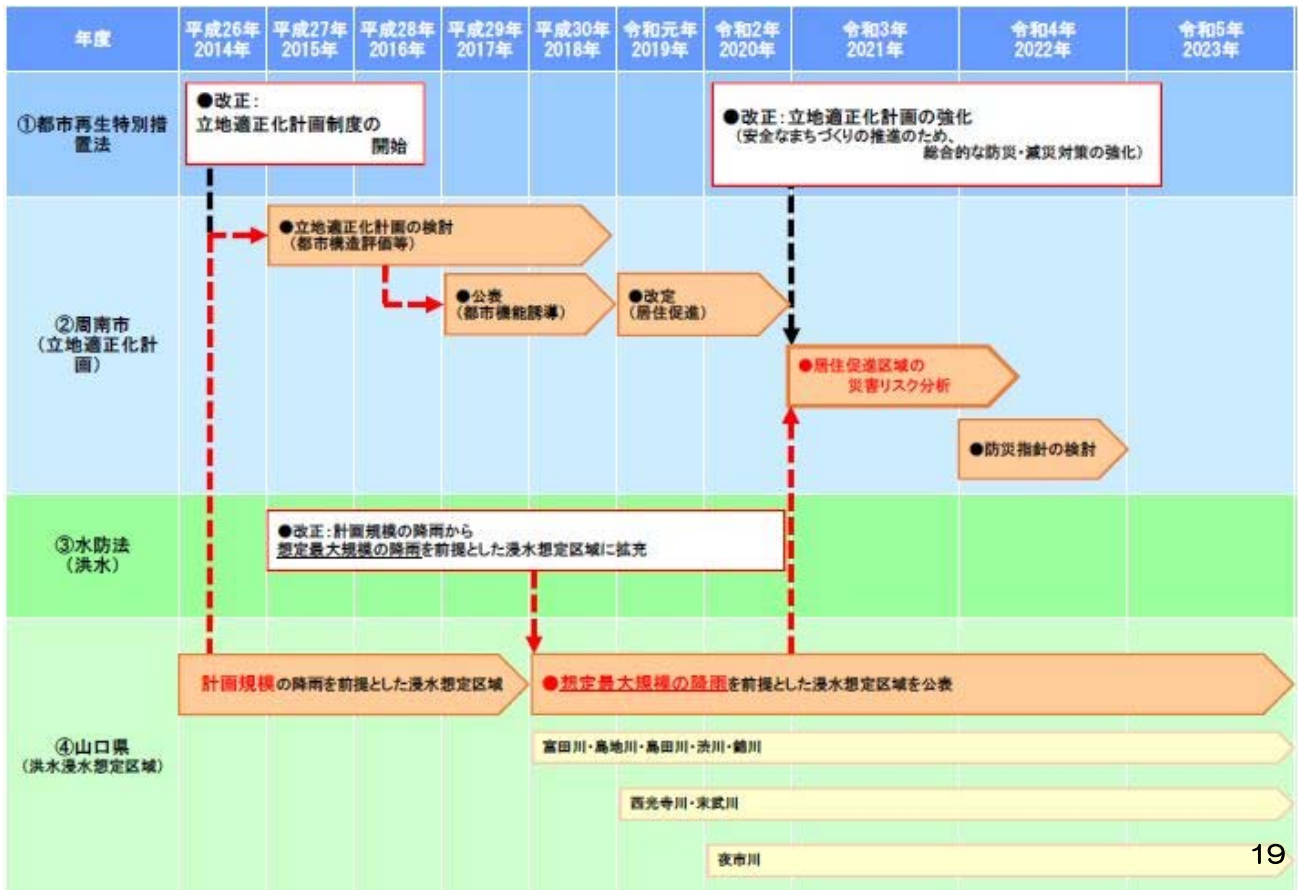 年度
平成26年
2014年
平成27年
2015年
平成28年
2016年
平成29年
2017年
平成30年
2018年
令和元年
2019年
令和2年
2020年
令和3年
2021年
令和4年
2022年
令和5年
2023年
①都市再生特別措
置法
●改正：
立地適正化計画制度の
開始
●改正：立地適正化計画の強化
（安全なまちづくりの推進のため、
総合的な防災・減災対策の強化）
②周南市
（立地適正化計
画）
●立地適正化計画の検討
（都市構造評価等）
●公表
（都市機能誘導）
●改定
（居住促進）
●居住促進区域の
災害リスク分析
●防災指針の検討
③水防法
（洪水）
●改正：計画規模の降雨から
想定最大規模の降雨を前提とした浸水想定区域に拡充
④山口県
（洪水浸水想定区域）
計画規模の降雨を前提とした浸水想定区域
●想定最大規模の降雨を前提とした浸水想定区域を公表
富田川・島地川・島田川・渋川・鶴川
西光寺川・末武川
夜市川
19